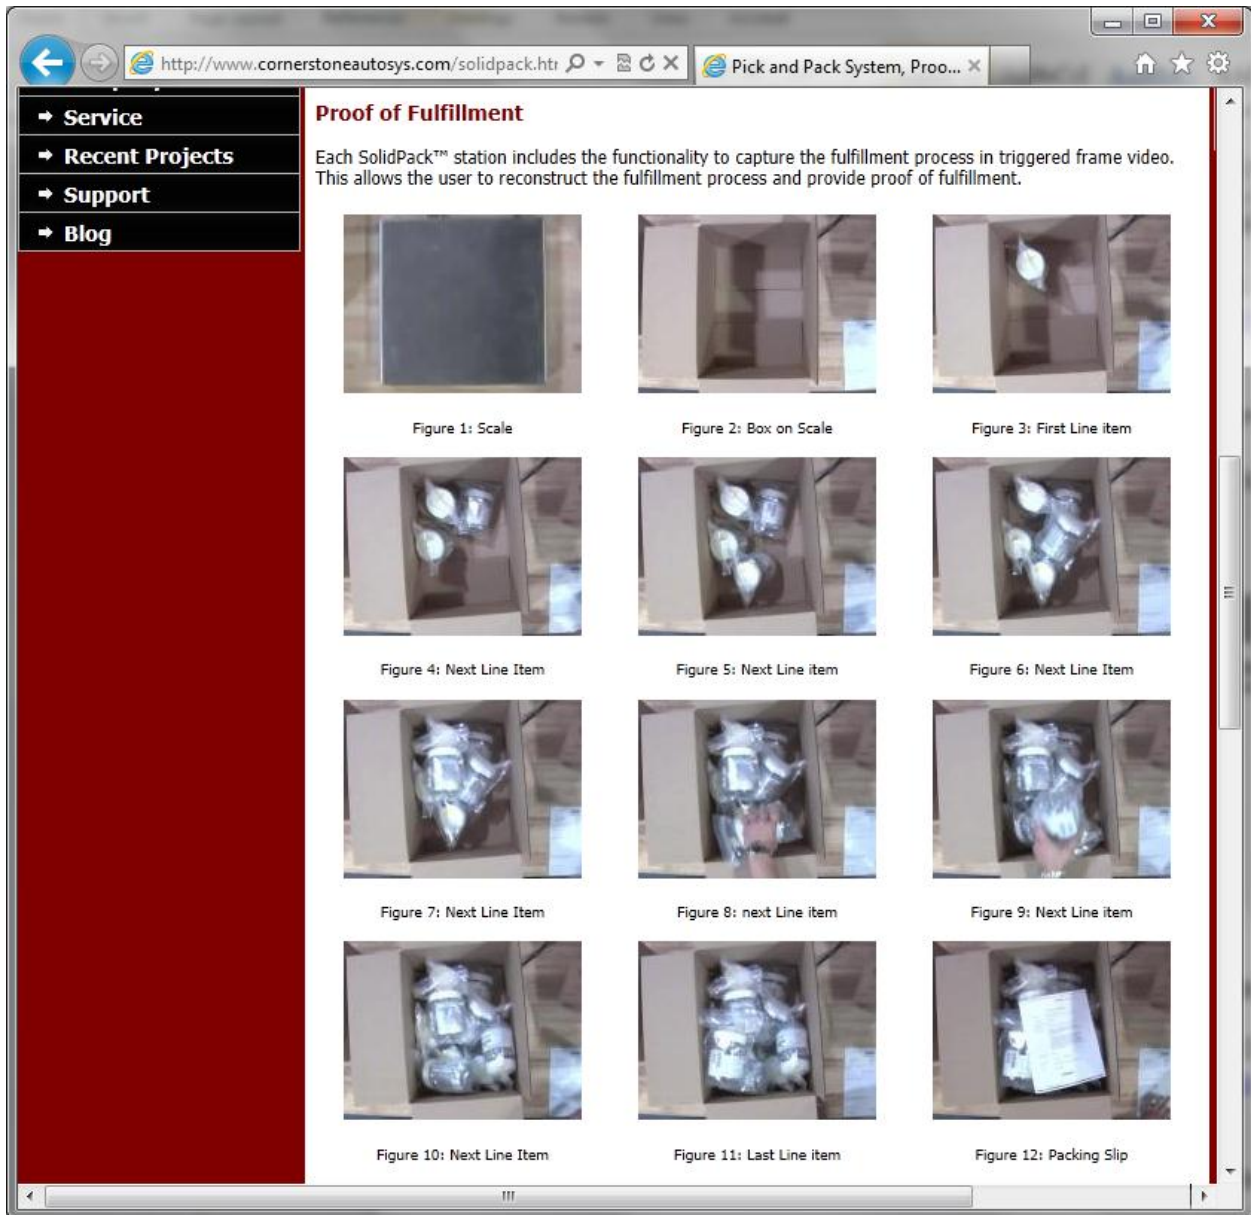 http://www.cornerstoneautosys.com/solidpack.ht
Pick and Pack System, Proo...
Service
Recent Projects
Support
Blog
Proof of Fulfillment
Each SolidPack™ station includes the functionality to capture the fulfillment process in triggered frame video.
This allows the user to reconstruct the fulfillment process and provide proof of fulfillment.
Figure 1: Scale
Figure 2: Box on Scale
Figure 3: First Line item
Figure 4: Next Line Item
Figure 5: Next Line item
Figure 6: Next Line Item
Figure 7: Next Line Item
Figure 8: next Line item
Figure 9: Next Line item
Figure 10: Next Line Item
Figure 11: Last Line item
Figure 12: Packing Slip